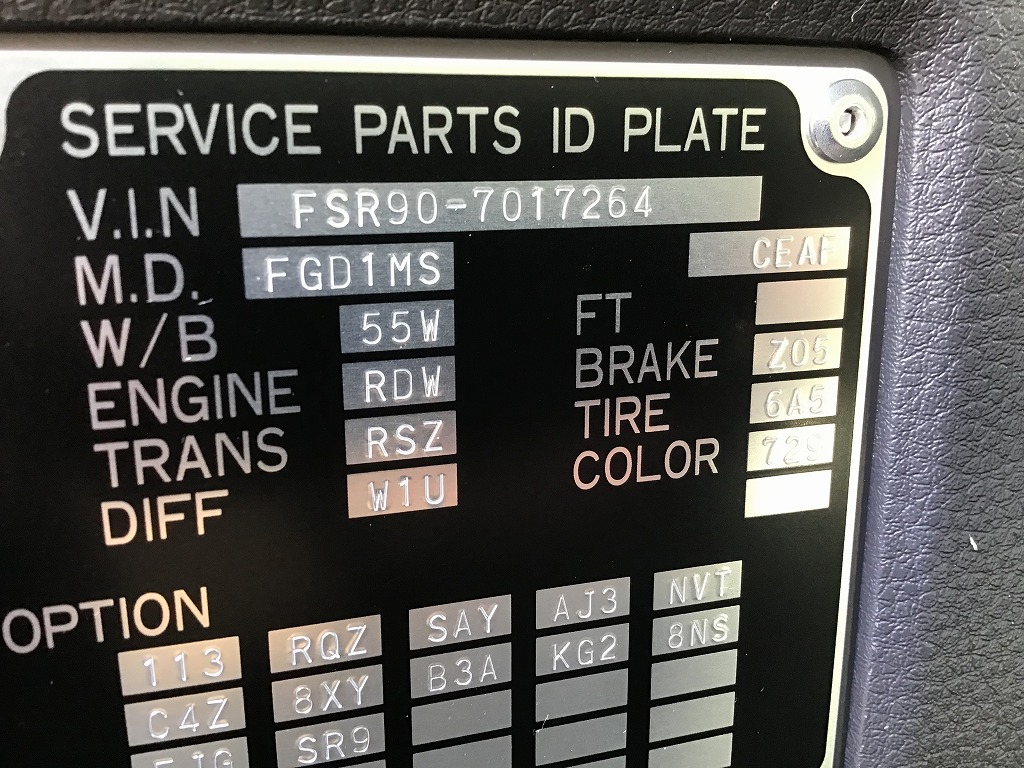 SERVICE PARTS ID PLATE
V.I.N FSR90-7017264
M.D. FGD1MS CEAF
W/B 55W FT
ENGINE RDW BRAKE Z05
TRANS RSZ TIRE 6A5
DIFF W1U COLOR 729
OPTION
113 RQZ SAY AJ3 NVT
C4Z 8XY B3A KG2 8NS
SR9